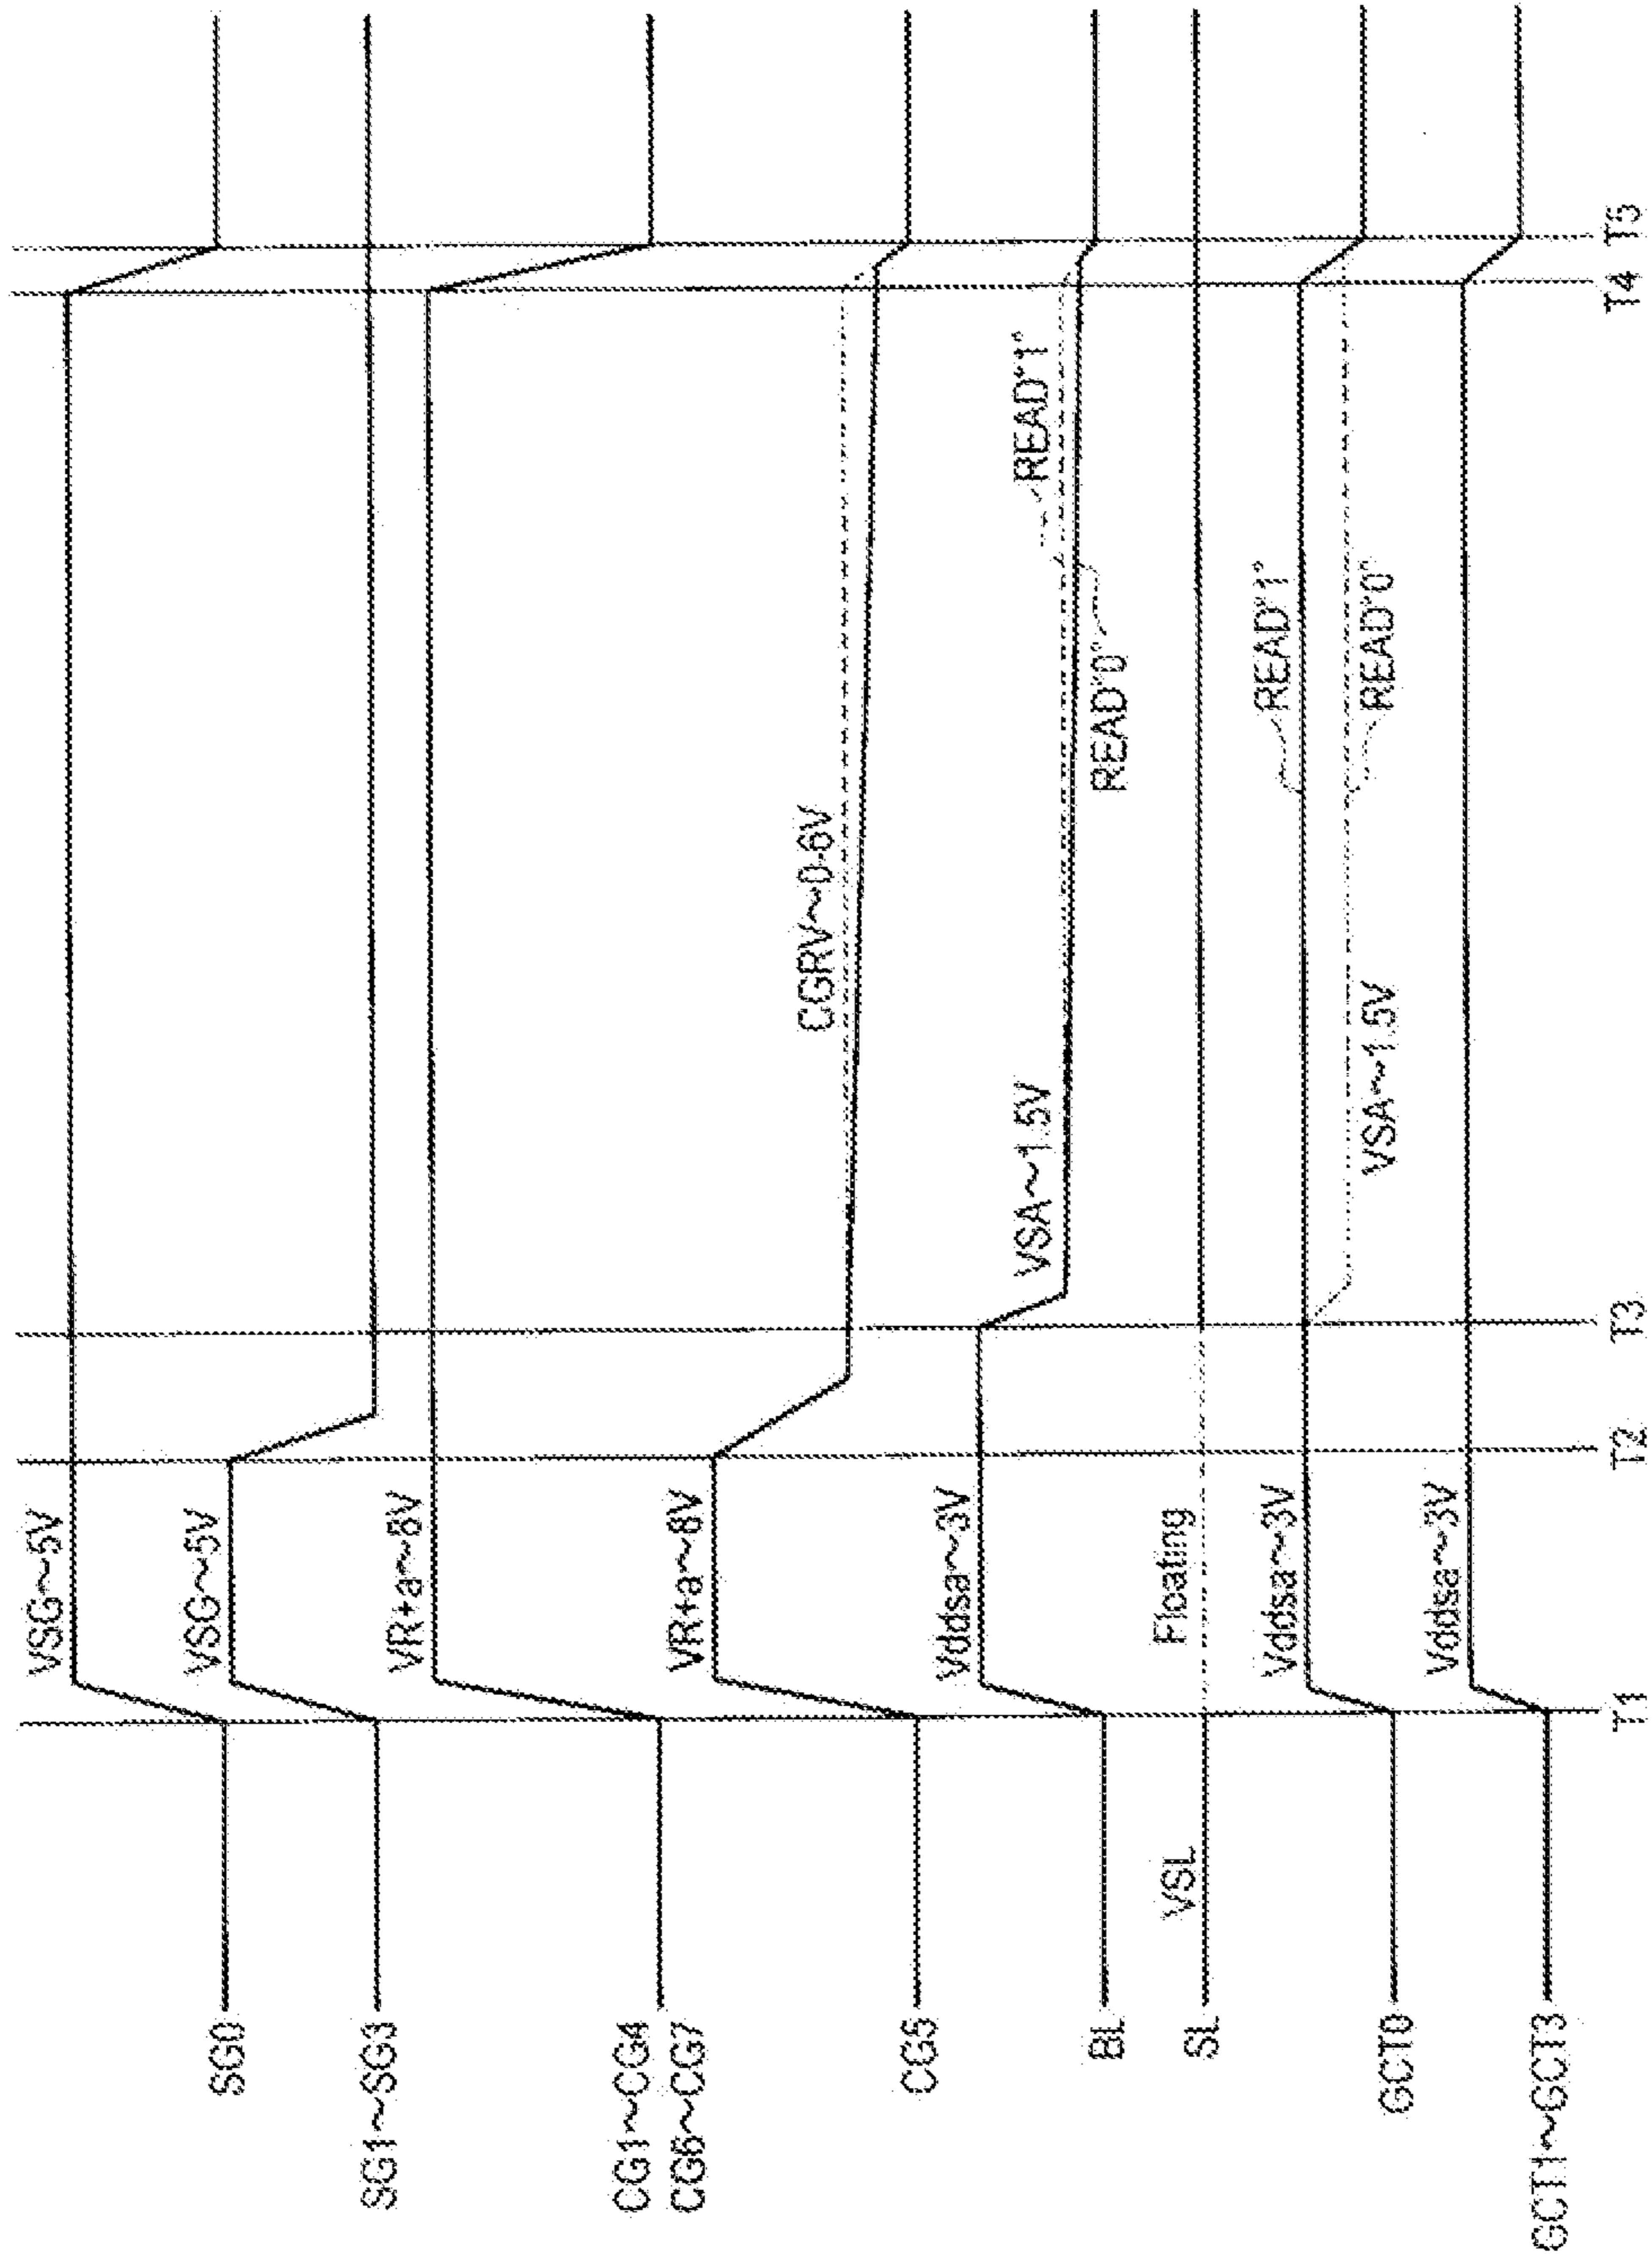 SG0
VSG~5V
SG1~SG3
VSG~5V
CG1~CG4
CG6~CG7
VR+a~8V
CG5
VR+a~8V
CGRV~0-6V
BL
Vddsa~3V
VSA~1.5V
READ"1"
READ"0"
SL
VSL
Floating
GCT0
Vddsa~3V
READ"1"
VSA~1.5V
READ"0"
GCT1~GCT3
Vddsa~3V
T1
T2
T3
T4
T5